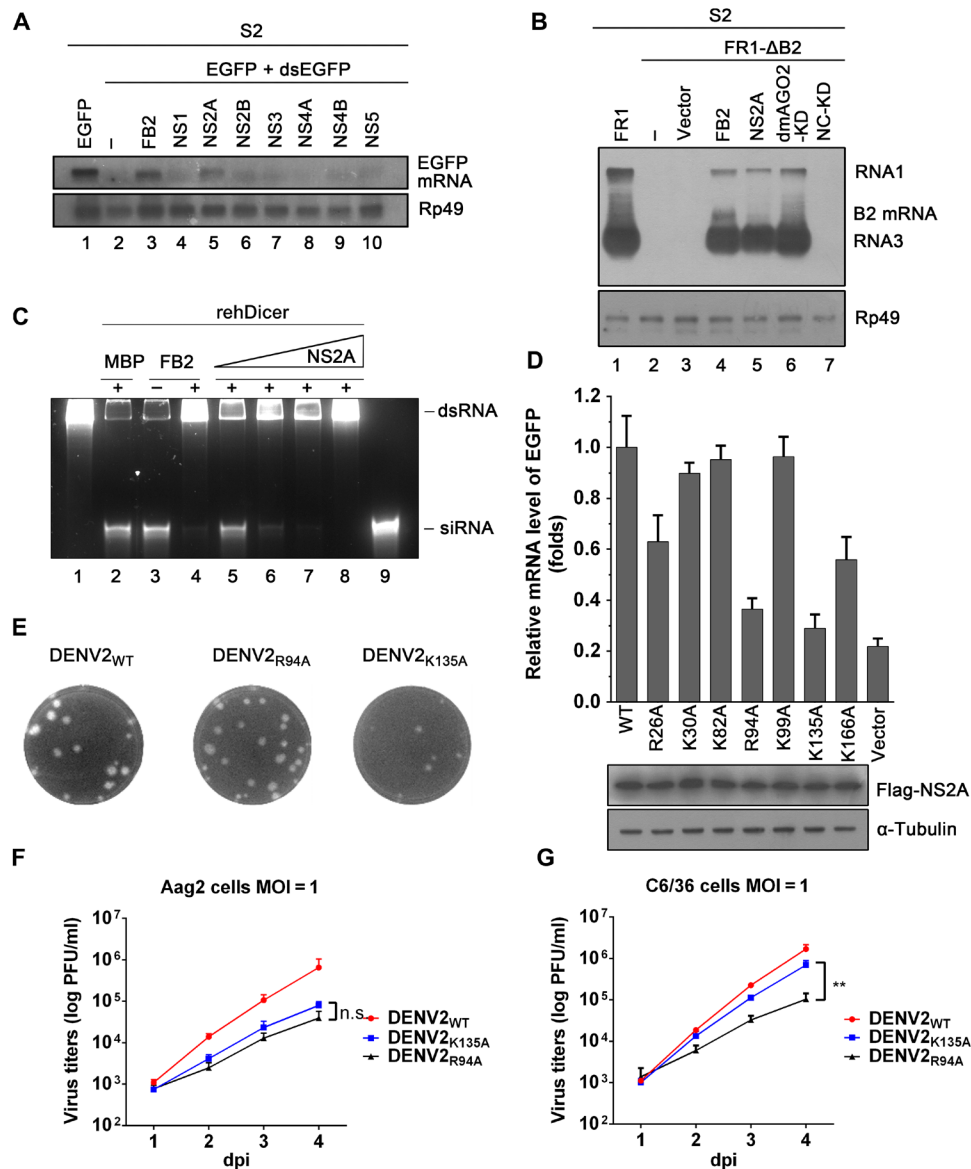 A
S2
EGFP + dsEGFP
EGFP
–
FB2
NS1
NS2A
NS2B
NS3
NS4A
NS4B
NS5
EGFP
mRNA
Rp49
1 2 3 4 5 6 7 8 9 10
B
S2
FR1-ΔB2
FR1
–
Vector
FB2
NS2A
dmAGO2
-KD
NC-KD
RNA1
B2 mRNA
RNA3
Rp49
1 2 3 4 5 6 7
C
rehDicer
MBP FB2 NS2A
+ – + + + + +
dsRNA
siRNA
1 2 3 4 5 6 7 8 9
D
Relative mRNA level of EGFP
(folds)
1.0
0.8
0.6
0.4
0.2
0.0
WT
R26A
K30A
K82A
R94A
K99A
K135A
K166A
Vector
Flag-NS2A
α-Tubulin
E
DENV2WT DENV2R94A DENV2K135A
F
Aag2 cells MOI = 1
Virus titers (log PFU/ml)
10⁷
10⁶
10⁵
10⁴
10³
10²
1 2 3 4
dpi
n.s.
DENV2WT
DENV2K135A
DENV2R94A
G
C6/36 cells MOI = 1
Virus titers (log PFU/ml)
10⁷
10⁶
10⁵
10⁴
10³
10²
1 2 3 4
dpi
**
DENV2WT
DENV2K135A
DENV2R94A